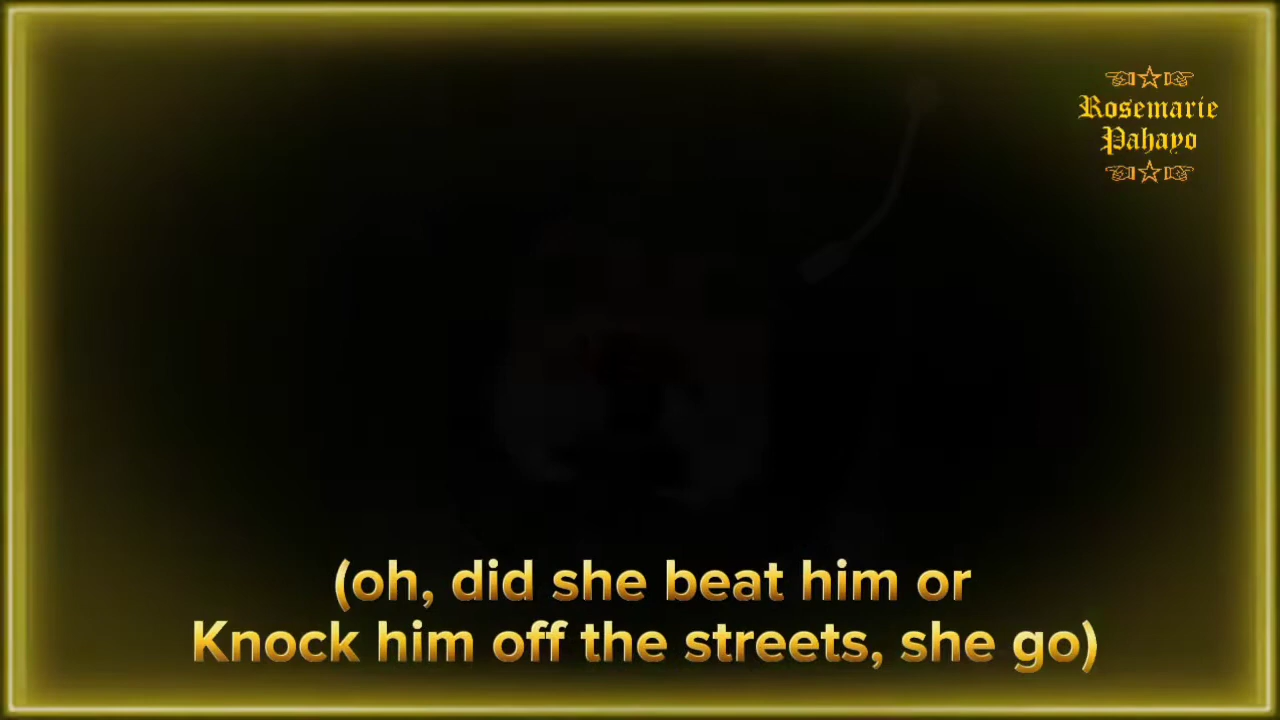 ☜☆☞
Rosemarie
Pahayo
☜☆☞
(oh, did she beat him or
Knock him off the streets, she go)